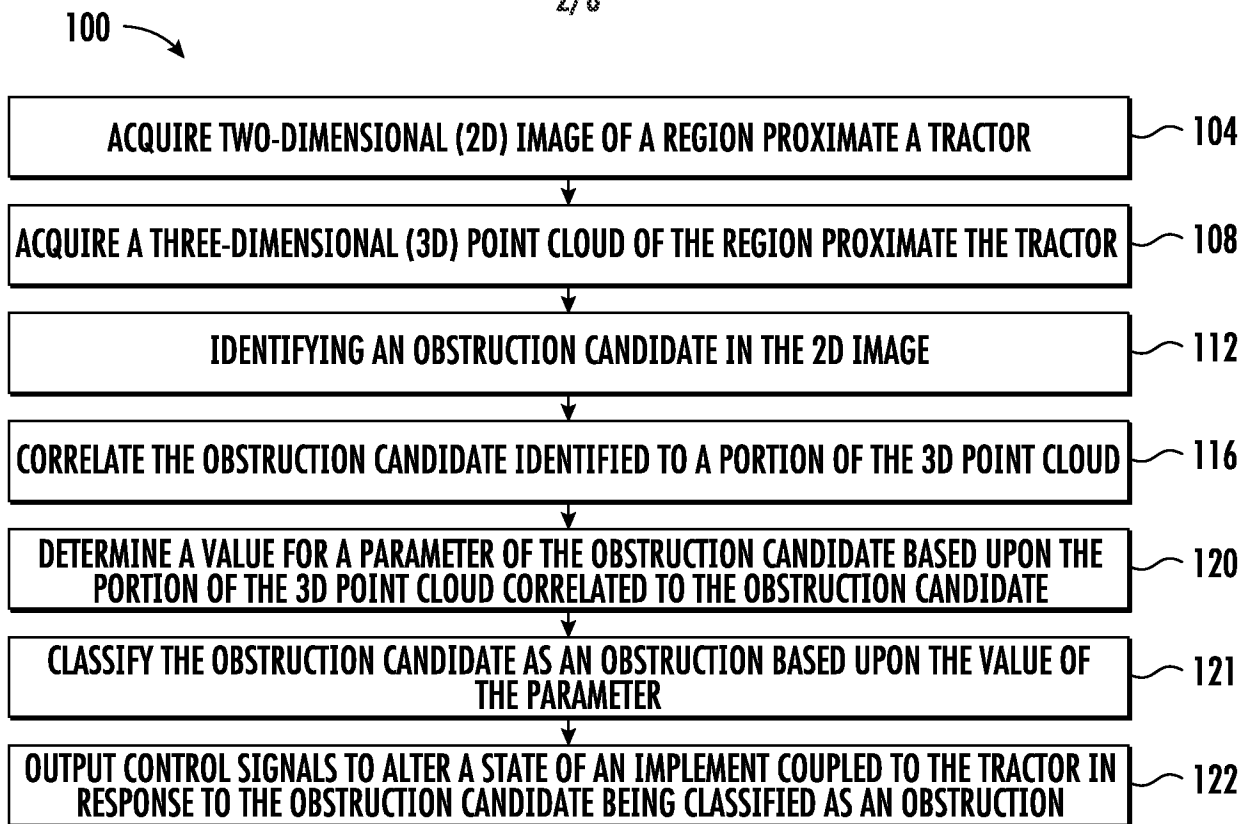 2/8
100
ACQUIRE TWO-DIMENSIONAL (2D) IMAGE OF A REGION PROXIMATE A TRACTOR
104
ACQUIRE A THREE-DIMENSIONAL (3D) POINT CLOUD OF THE REGION PROXIMATE THE TRACTOR
108
IDENTIFYING AN OBSTRUCTION CANDIDATE IN THE 2D IMAGE
112
CORRELATE THE OBSTRUCTION CANDIDATE IDENTIFIED TO A PORTION OF THE 3D POINT CLOUD
116
DETERMINE A VALUE FOR A PARAMETER OF THE OBSTRUCTION CANDIDATE BASED UPON THE
PORTION OF THE 3D POINT CLOUD CORRELATED TO THE OBSTRUCTION CANDIDATE
120
CLASSIFY THE OBSTRUCTION CANDIDATE AS AN OBSTRUCTION BASED UPON THE VALUE OF
THE PARAMETER
121
OUTPUT CONTROL SIGNALS TO ALTER A STATE OF AN IMPLEMENT COUPLED TO THE TRACTOR IN
RESPONSE TO THE OBSTRUCTION CANDIDATE BEING CLASSIFIED AS AN OBSTRUCTION
122